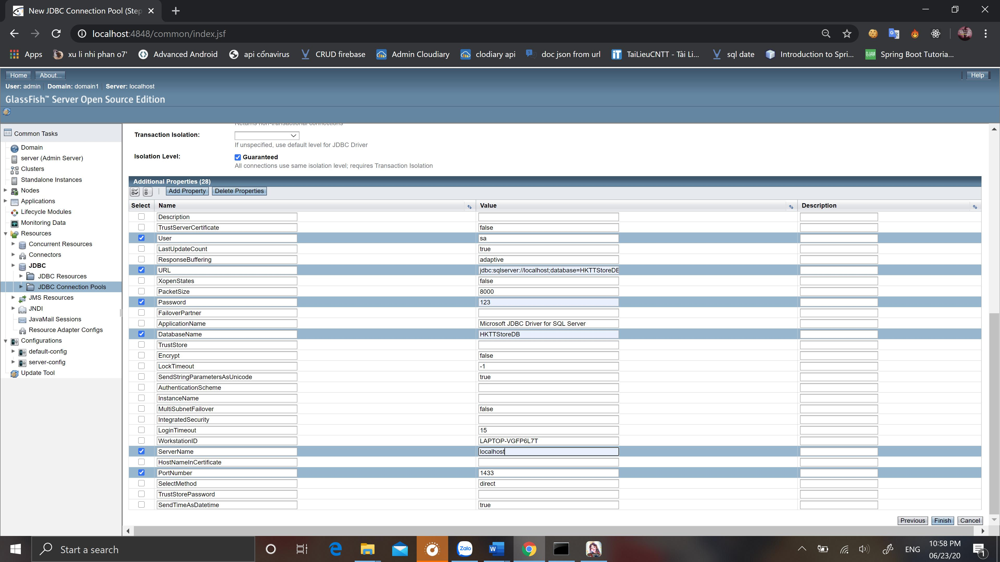 New JDBC Connection Pool (Step
localhost:4848/common/index.jsf
Apps
xu li nhi phan o7'
Advanced Android
api cổnavirus
CRUD firebase
Admin Cloudiary
clodiary api
doc json from url
TaiLieuCNTT - Tài Li...
sql date
Introduction to Spri...
Spring Boot Tutoria...
Home
About...
Help
User: admin
Domain: domain1
Server: localhost
GlassFish™ Server Open Source Edition
Common Tasks
Domain
server (Admin Server)
Clusters
Standalone Instances
Nodes
Applications
Lifecycle Modules
Monitoring Data
Resources
Concurrent Resources
Connectors
JDBC
JDBC Resources
JDBC Connection Pools
JMS Resources
JNDI
JavaMail Sessions
Resource Adapter Configs
Configurations
default-config
server-config
Update Tool
Returns non-transactional connections
Transaction Isolation:
If unspecified, use default level for JDBC Driver
Isolation Level:
Guaranteed
All connections use same isolation level; requires Transaction Isolation
Additional Properties (28)
Add Property
Delete Properties
Select Name Value Description
Description
TrustServerCertificate false
User sa
LastUpdateCount true
ResponseBuffering adaptive
URL jdbc:sqlserver://localhost;database=HKTTStoreDB
XopenStates false
PacketSize 8000
Password 123
FailoverPartner
ApplicationName Microsoft JDBC Driver for SQL Server
DatabaseName HKTTStoreDB
TrustStore
Encrypt false
LockTimeout -1
SendStringParametersAsUnicode true
AuthenticationScheme
InstanceName
MultiSubnetFailover false
IntegratedSecurity
LoginTimeout 15
WorkstationID LAPTOP-VGFP6L7T
ServerName localhost
HostNameInCertificate
PortNumber 1433
SelectMethod direct
TrustStorePassword
SendTimeAsDatetime true
Previous
Finish
Cancel
Start a search
Zalo
W
ENG
10:58 PM
06/23/20
1